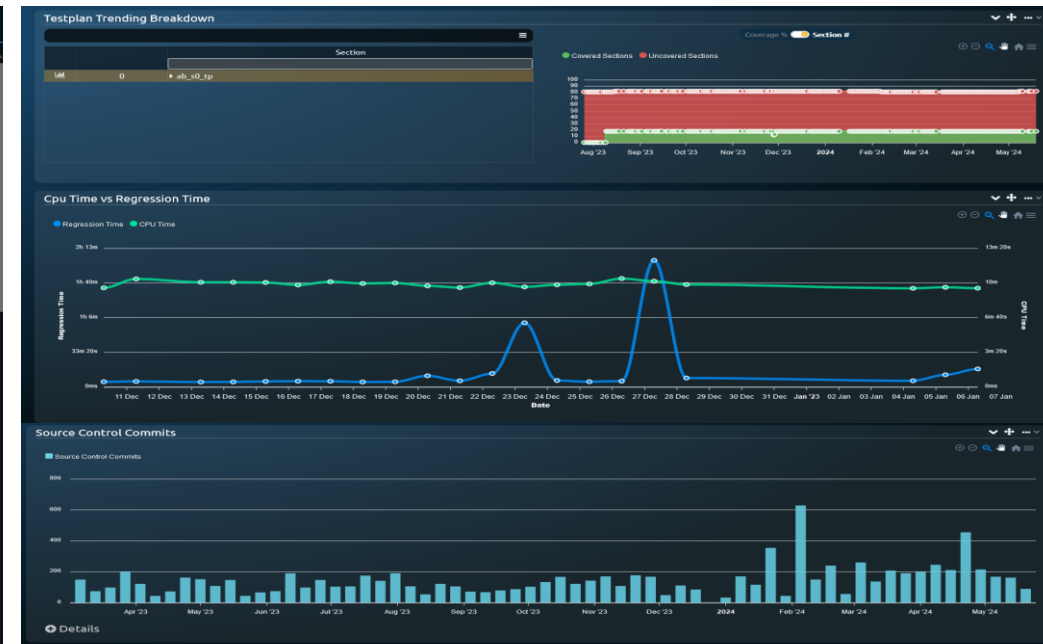 Testplan Trending Breakdown
Section
0 ab_s0_tp
Coverage % Section #
Covered Sections Uncovered Sections
100
90
80
70
60
50
40
30
20
10
0
Aug '23 Sep '23 Oct '23 Nov '23 Dec '23 2024 Feb '24 Mar '24 Apr '24 May '24
Cpu Time vs Regression Time
Regression Time CPU Time
2h 13m 13m 20s
1h 40m 10m
1h 6m 6m 40s
33m 20s 3m 20s
0ms 0ms
Regression Time
CPU Time
11 Dec 12 Dec 13 Dec 14 Dec 15 Dec 16 Dec 17 Dec 18 Dec 19 Dec 20 Dec 21 Dec 22 Dec 23 Dec 24 Dec 25 Dec 26 Dec 27 Dec 28 Dec 29 Dec 30 Dec 31 Dec Jan '23 02 Jan 03 Jan 04 Jan 05 Jan 06 Jan 07 Jan
Date
Source Control Commits
Source Control Commits
800
600
400
200
0
Apr '23 May '23 Jun '23 Jul '23 Aug '23 Sep '23 Oct '23 Nov '23 Dec '23 2024 Feb '24 Mar '24 Apr '24 May '24
Details